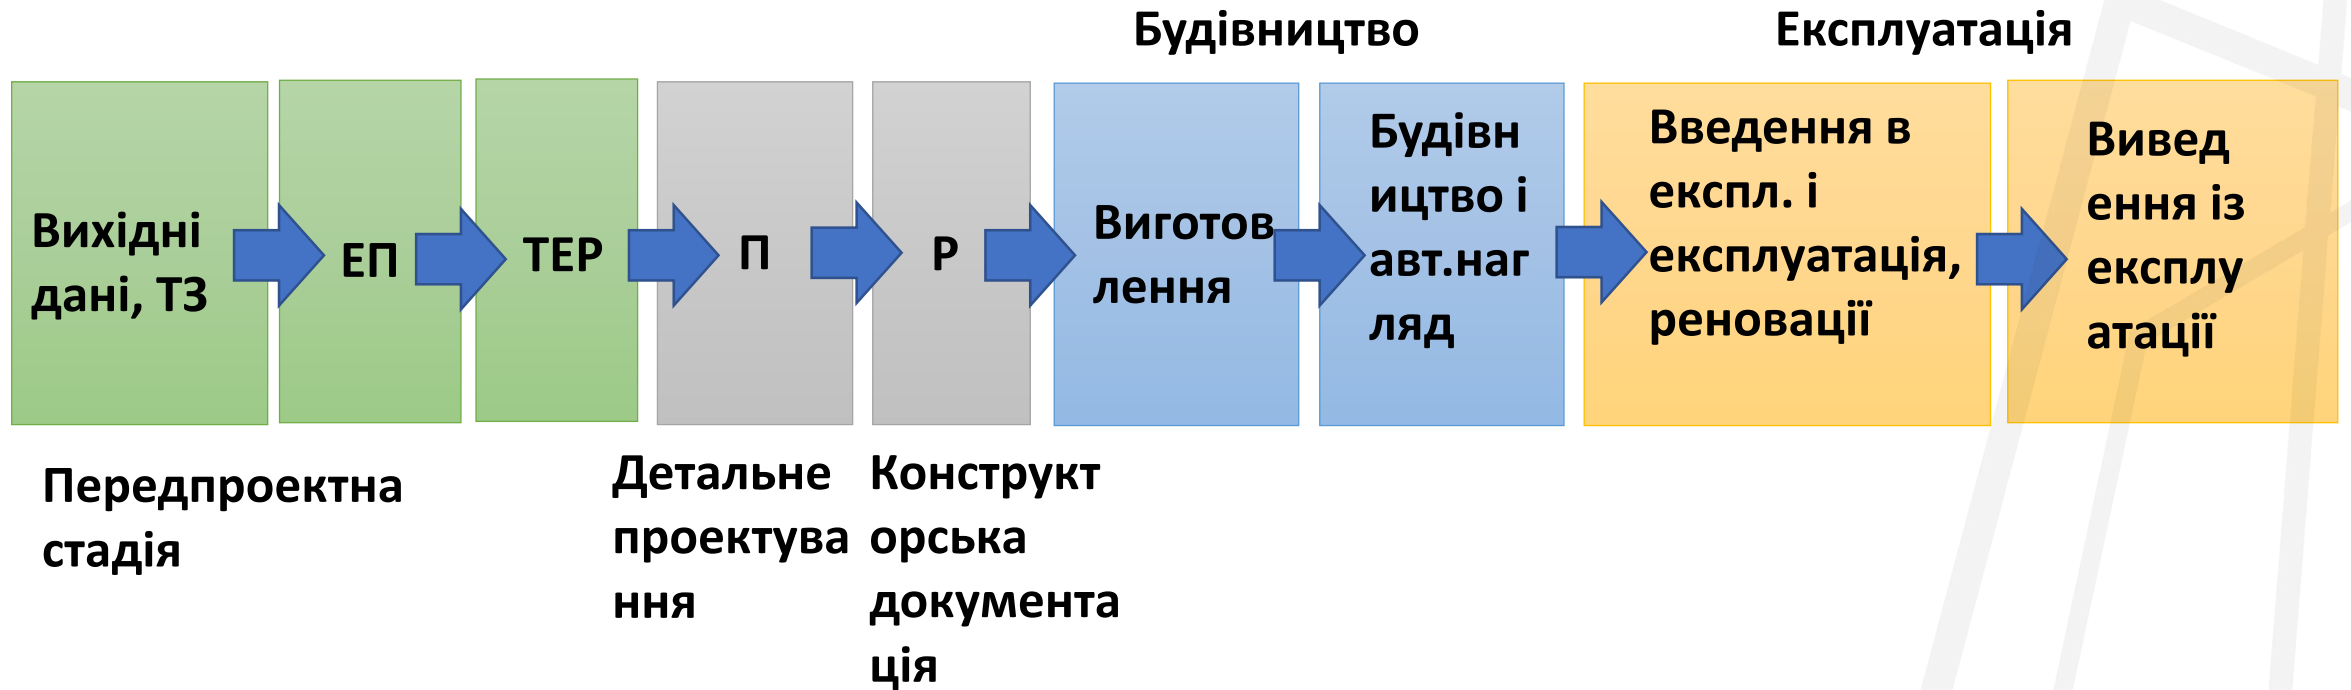 Будівництво
Експлуатація
Вихідні
дані, ТЗ
ЕП
ТЕР
П
Р
Виготов
лення
Будівн
ицтво і
авт.наг
ляд
Введення в
експл. і
експлуатація,
реновації
Вивед
ення із
експлу
атації
Передпроектна
стадія
Детальне
проектува
ння
Конструкт
орська
документа
ція